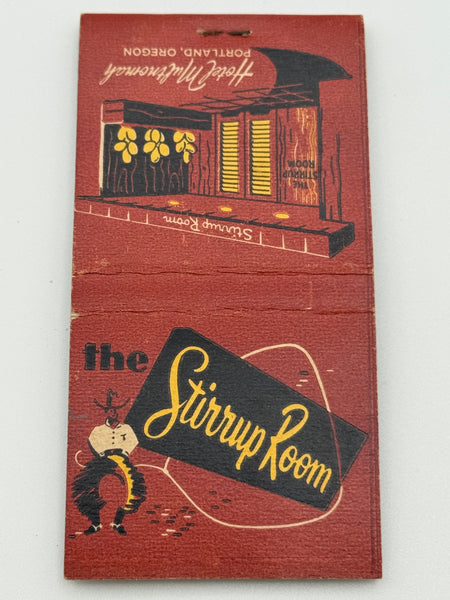 Hotel Multnomah
PORTLAND, OREGON
THE
STIRRUP
ROOM
Stirrup Room
the
Stirrup Room
T